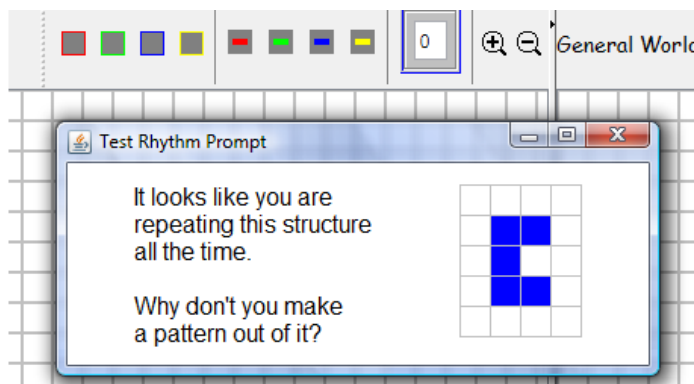 0
General World
Test Rhythm Prompt
It looks like you are
repeating this structure
all the time.
Why don't you make
a pattern out of it?